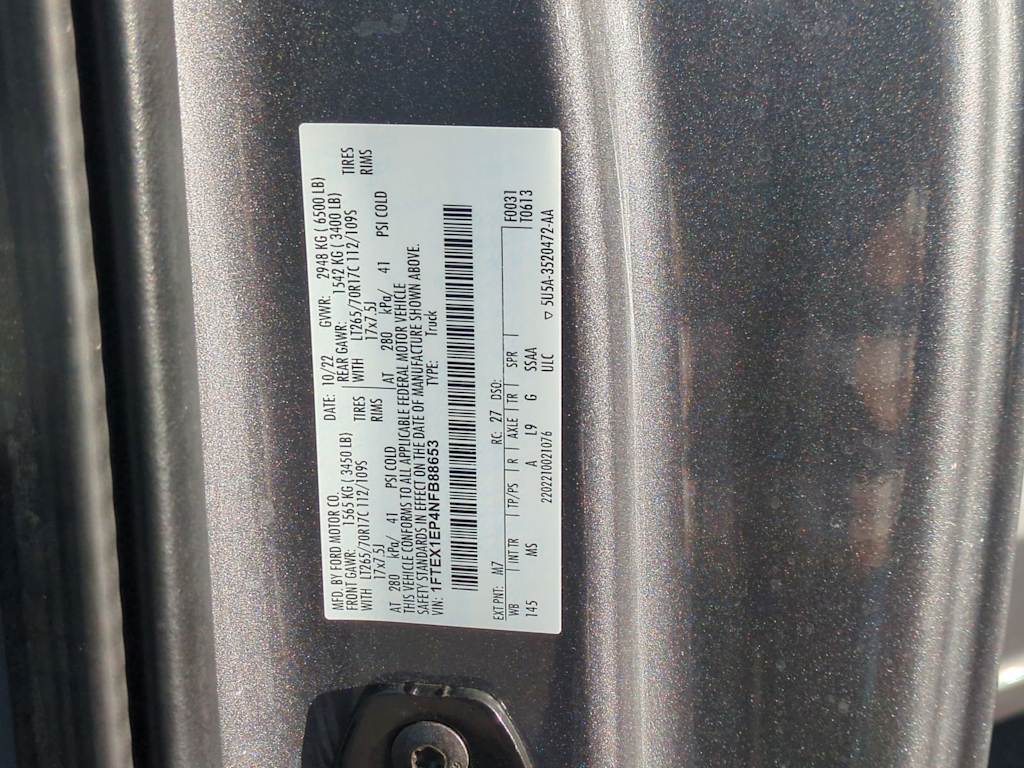 MFD. BY FORD MOTOR CO. DATE: 10/22 GVWR: 2948 KG ( 6500 LB)
FRONT GAWR: 1565 KG ( 3450 LB) REAR GAWR: 1542 KG ( 3400 LB)
WITH LT265/70R17C 112/109S TIRES WITH LT265/70R17C 112/109S TIRES
17x7.5J RIMS 17x7.5J RIMS
AT 280 kPa/ 41 PSI COLD AT 280 kPa/ 41 PSI COLD
THIS VEHICLE CONFORMS TO ALL APPLICABLE FEDERAL MOTOR VEHICLE
SAFETY STANDARDS IN EFFECT ON THE DATE OF MANUFACTURE SHOWN ABOVE.
VIN: 1FTEX1EP4NFB88653 TYPE: Truck
EXT PNT: M7 RC: 27 DSO: F0031
WB INT TR TP/PS R AXLE TR SPR T0613
145 MS A L9 G SSAA
2202210021076 ULC ▽ 5U5A-3520472-AA